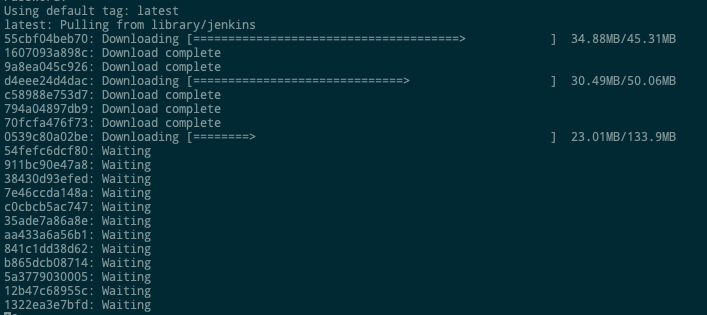 Using default tag: latest
latest: Pulling from library/jenkins
55cbf04beb70: Downloading [======================================>            ]  34.88MB/45.31MB
1607093a898c: Download complete
9a8ea045c926: Download complete
d4eee24d4dac: Downloading [==============================>                    ]  30.49MB/50.06MB
c58988e753d7: Download complete
794a04897db9: Download complete
70fcfa476f73: Download complete
0539c80a02be: Downloading [========>                                          ]  23.01MB/133.9MB
54fefc6dcf80: Waiting
911bc90e47a8: Waiting
38430d93efed: Waiting
7e46ccda148a: Waiting
c0cbcb5ac747: Waiting
35ade7a86a8e: Waiting
aa433a6a56b1: Waiting
841c1dd38d62: Waiting
b865dcb08714: Waiting
5a3779030005: Waiting
12b47c68955c: Waiting
1322ea3e7bfd: Waiting